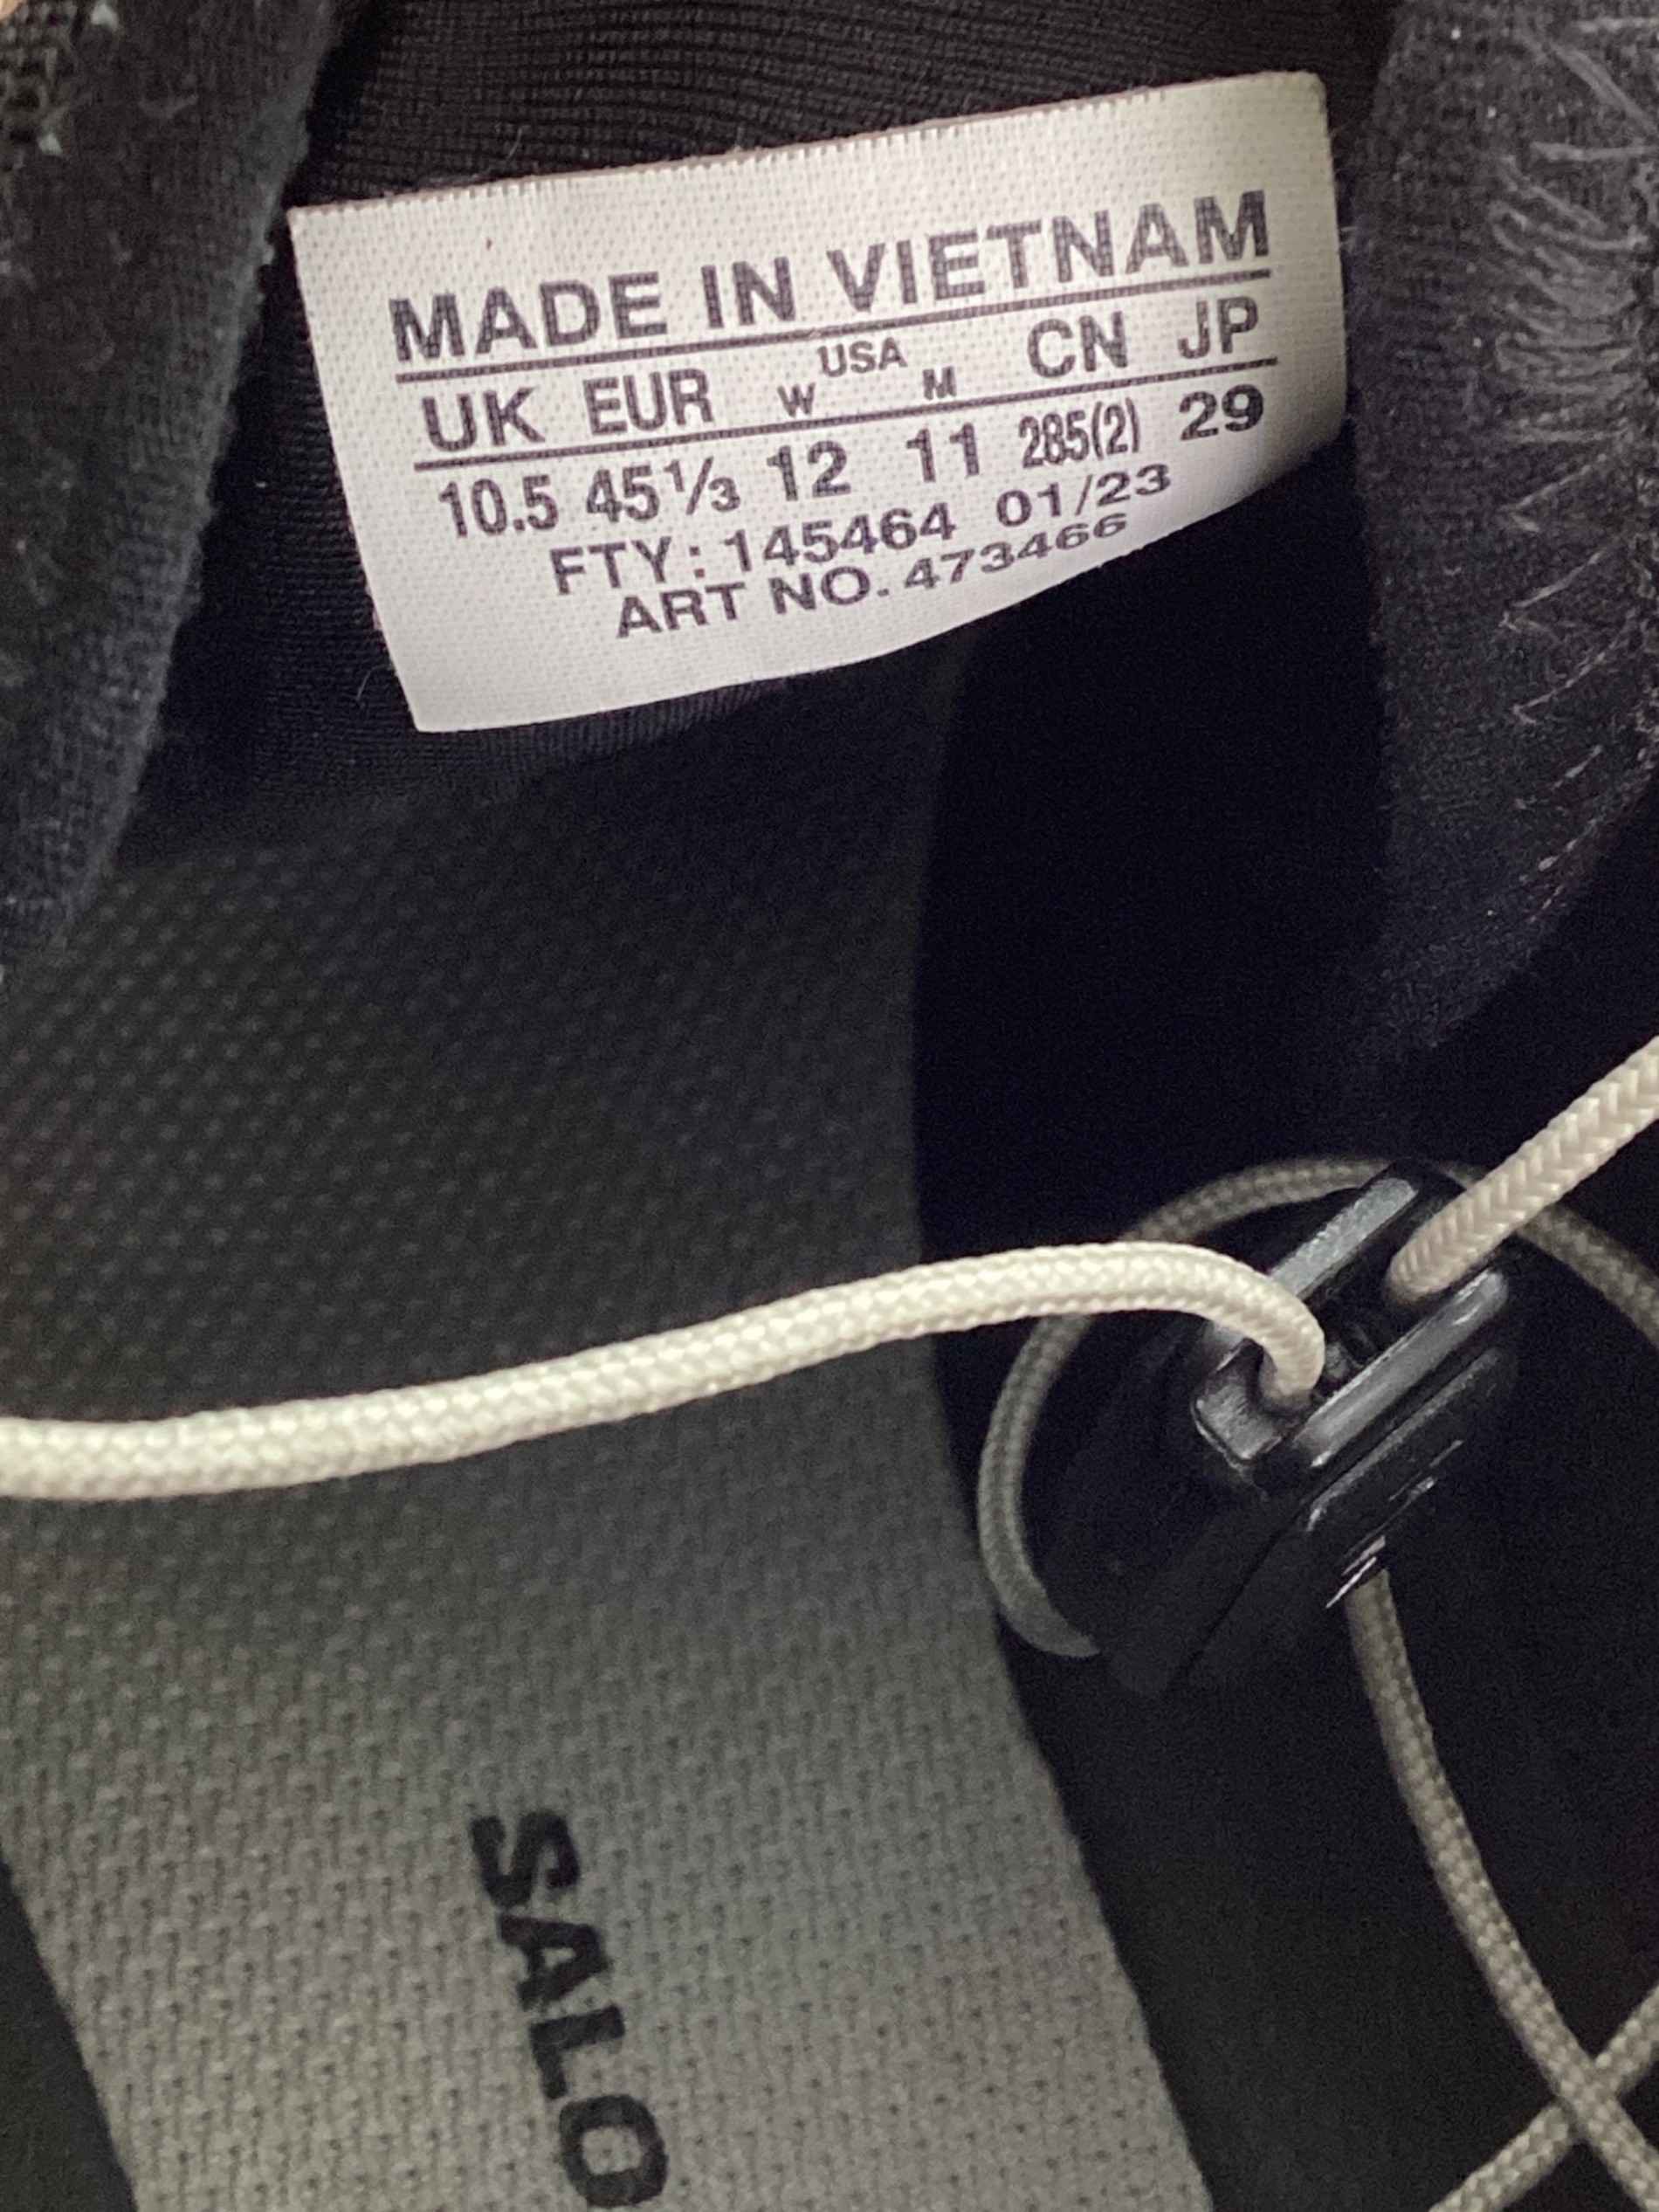 MADE IN VIETNAM
UK EUR W USA M CN JP
10.5 45⅓ 12 11 285(2) 29
FTY: 145464 01/23
ART NO. 473466
SALO